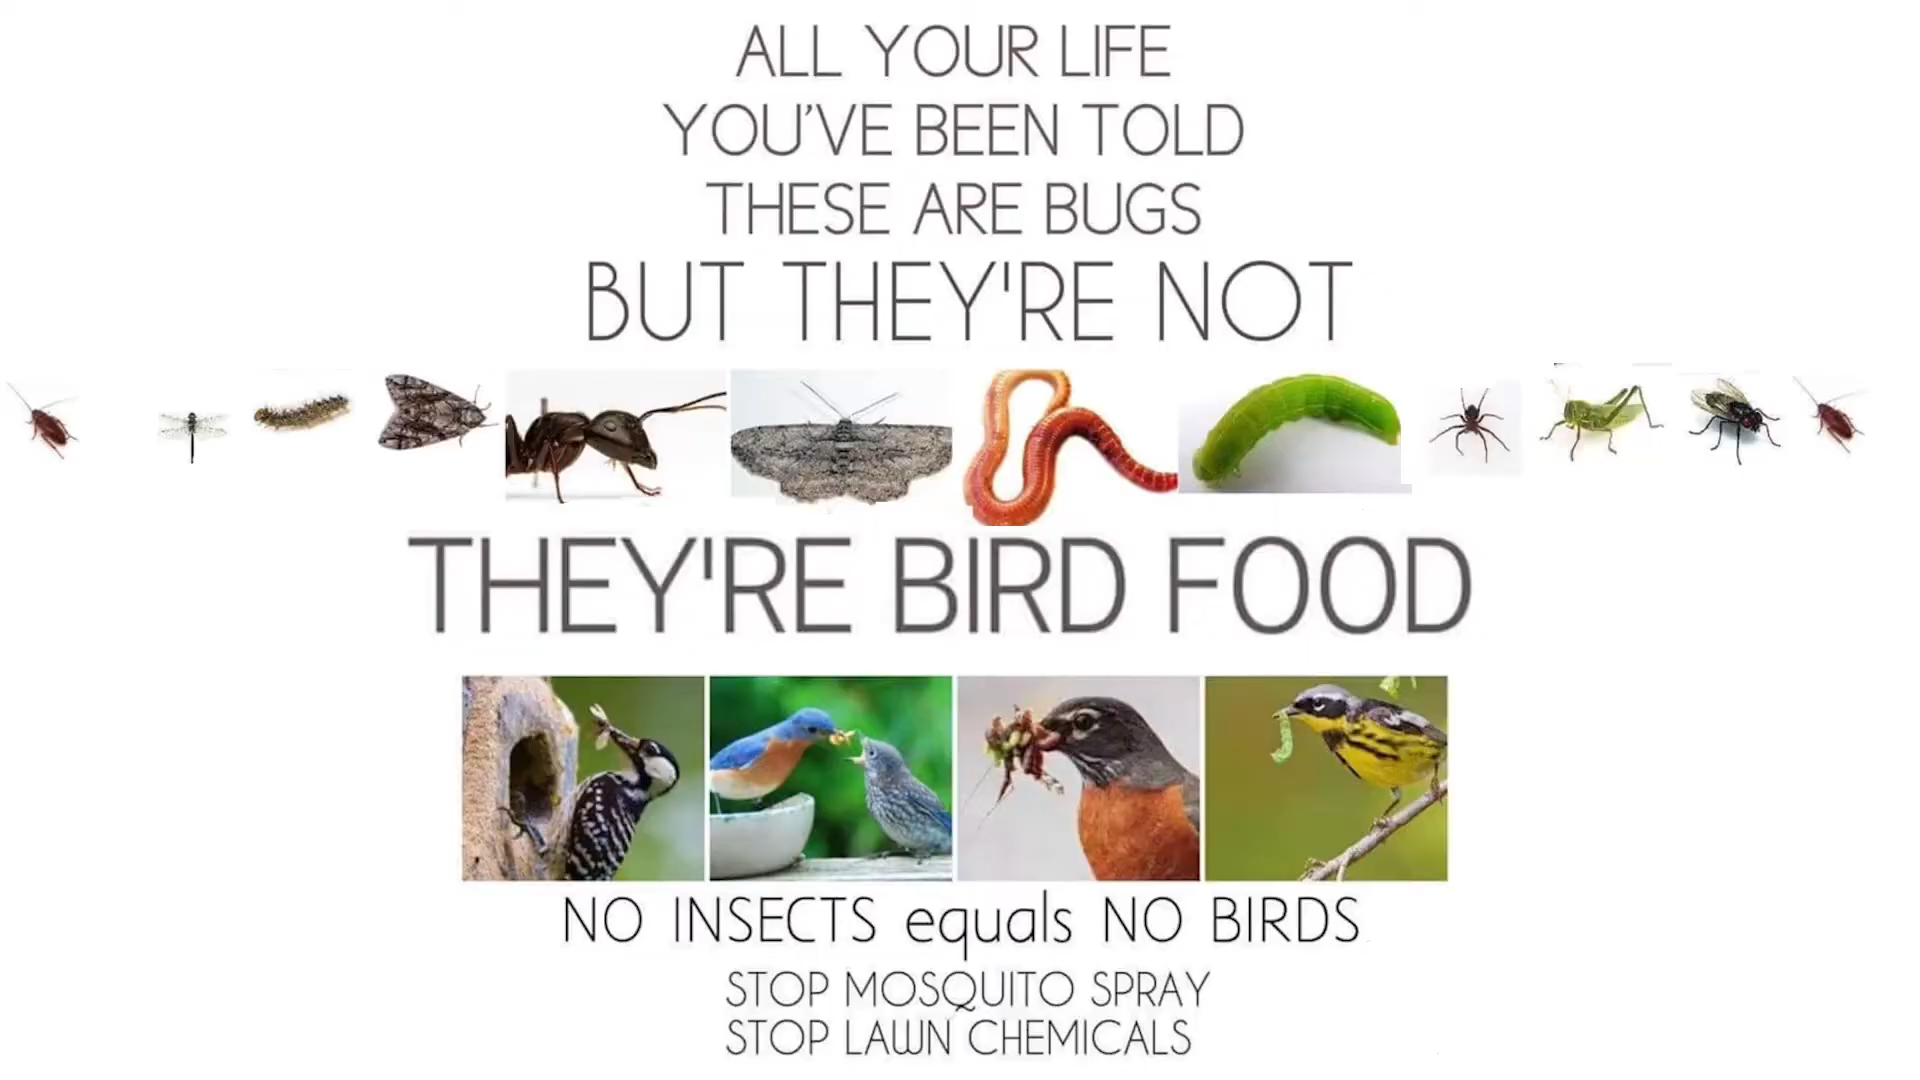 ALL YOUR LIFE
YOU'VE BEEN TOLD
THESE ARE BUGS
BUT THEY'RE NOT
THEY'RE BIRD FOOD
NO INSECTS equals NO BIRDS
STOP MOSQUITO SPRAY
STOP LAWN CHEMICALS